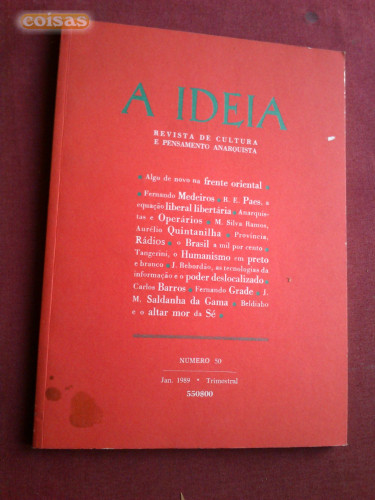 coisas
A IDEIA
REVISTA DE CULTURA
E PENSAMENTO ANARQUISTA
Algo de novo na frente oriental
Fernando Medeiros • B. E. Paes, a
equação liberal libertária • Anarquis-
tas e Operários • M. Silva Ramos,
Aurélio Quintanilha • Província,
Rádios • o Brasil a mil por cento •
Tangerini, o Humanismo em preto
e branco • J. Rebordão, as tecnologias da
informação e o poder deslocalizado •
Carlos Barros • Fernando Grade • J.
M. Saldanha da Gama • Beldiabo
e o altar mor da Sé •
NÚMERO 50
Jan. 1989 • Trimestral
550$00